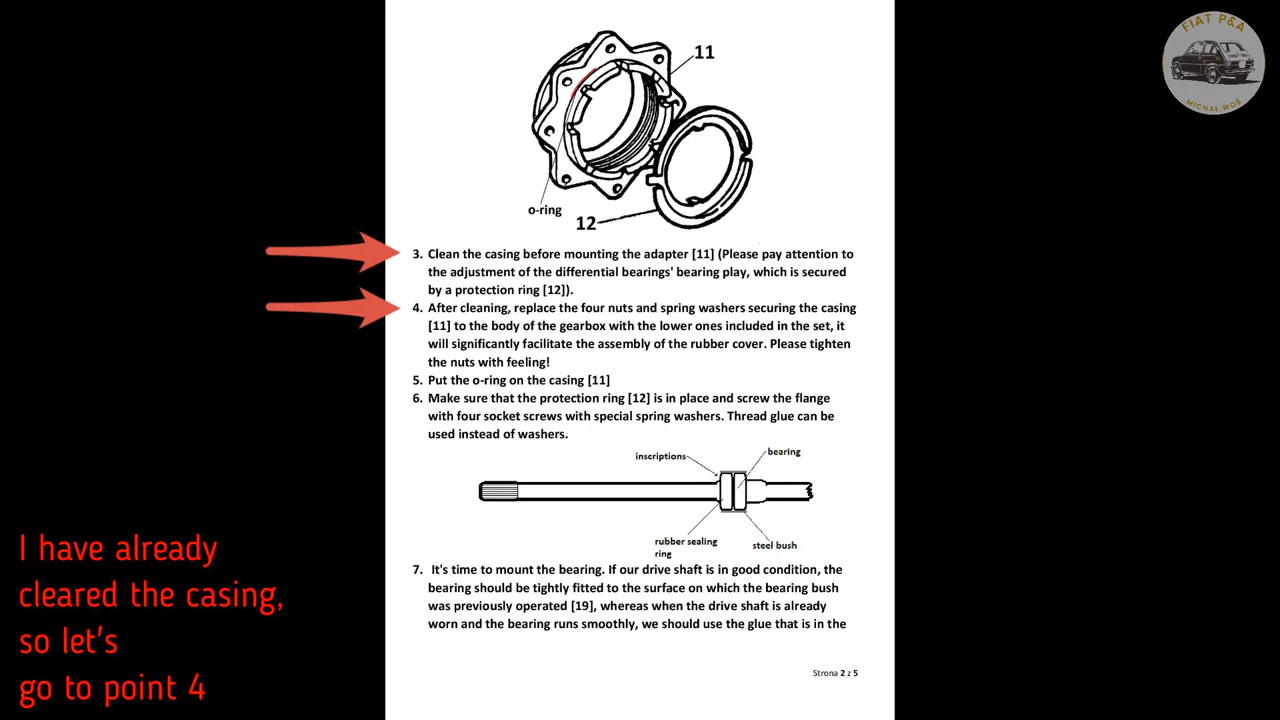 FIAT P&A
MICHAŁ WOŚ
11
o-ring
12
3. Clean the casing before mounting the adapter [11] (Please pay attention to
the adjustment of the differential bearings' bearing play, which is secured
by a protection ring [12]).
4. After cleaning, replace the four nuts and spring washers securing the casing
[11] to the body of the gearbox with the lower ones included in the set, it
will significantly facilitate the assembly of the rubber cover. Please tighten
the nuts with feeling!
5. Put the o-ring on the casing [11]
6. Make sure that the protection ring [12] is in place and screw the flange
with four socket screws with special spring washers. Thread glue can be
used instead of washers.
inscriptions
bearing
rubber sealing
ring
steel bush
7. It's time to mount the bearing. If our drive shaft is in good condition, the
bearing should be tightly fitted to the surface on which the bearing bush
was previously operated [19], whereas when the drive shaft is already
worn and the bearing runs smoothly, we should use the glue that is in the
Strona 2 z 5
I have already
cleared the casing,
so let's
go to point 4